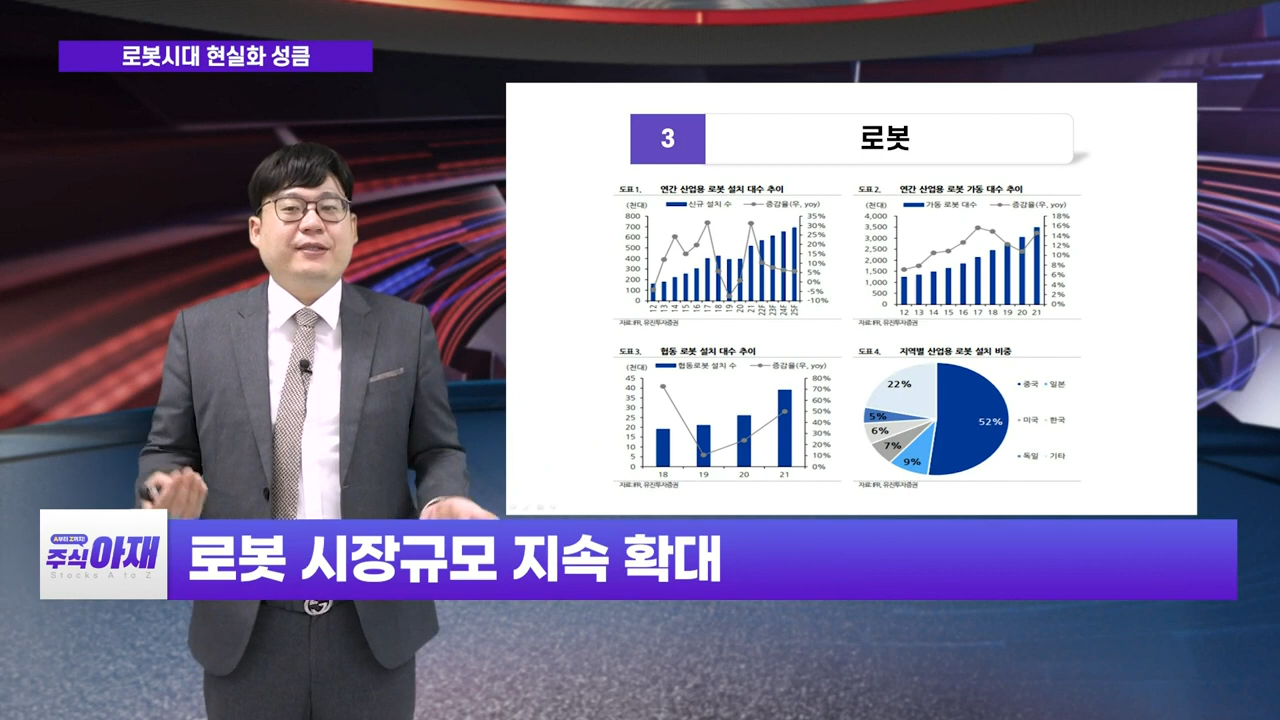 로봇시대 현실화 성큼
3
로봇
도표 1. 연간 산업용 로봇 설치 대수 추이
(천대) 신규 설치 수 증감율(우, yoy)
800
700
600
500
400
300
200
100
0
35%
30%
25%
20%
15%
10%
5%
0%
-5%
-10%
12 13 14 15 16 17 18 19 20 21 22F 23F 24F 25F
자료: IFR, 유진투자증권
도표 2. 연간 산업용 로봇 가동 대수 추이
(천대) 가동 로봇 대수 증감율(우, yoy)
4,000
3,500
3,000
2,500
2,000
1,500
1,000
500
0
18%
16%
14%
12%
10%
8%
6%
4%
2%
0%
12 13 14 15 16 17 18 19 20 21
자료: IFR, 유진투자증권
도표 3. 협동 로봇 설치 대수 추이
(천대) 협동로봇 설치 수 증감율(우, yoy)
45
40
35
30
25
20
15
10
5
0
80%
70%
60%
50%
40%
30%
20%
10%
0%
18 19 20 21
자료: IFR, 유진투자증권
도표 4. 지역별 산업용 로봇 설치 비중
22%
5%
6%
7%
9%
52%
중국 일본
미국 한국
독일 기타
자료: IFR, 유진투자증권
A부터 Z까지!
주식아재
Stocks A to Z
로봇 시장규모 지속 확대